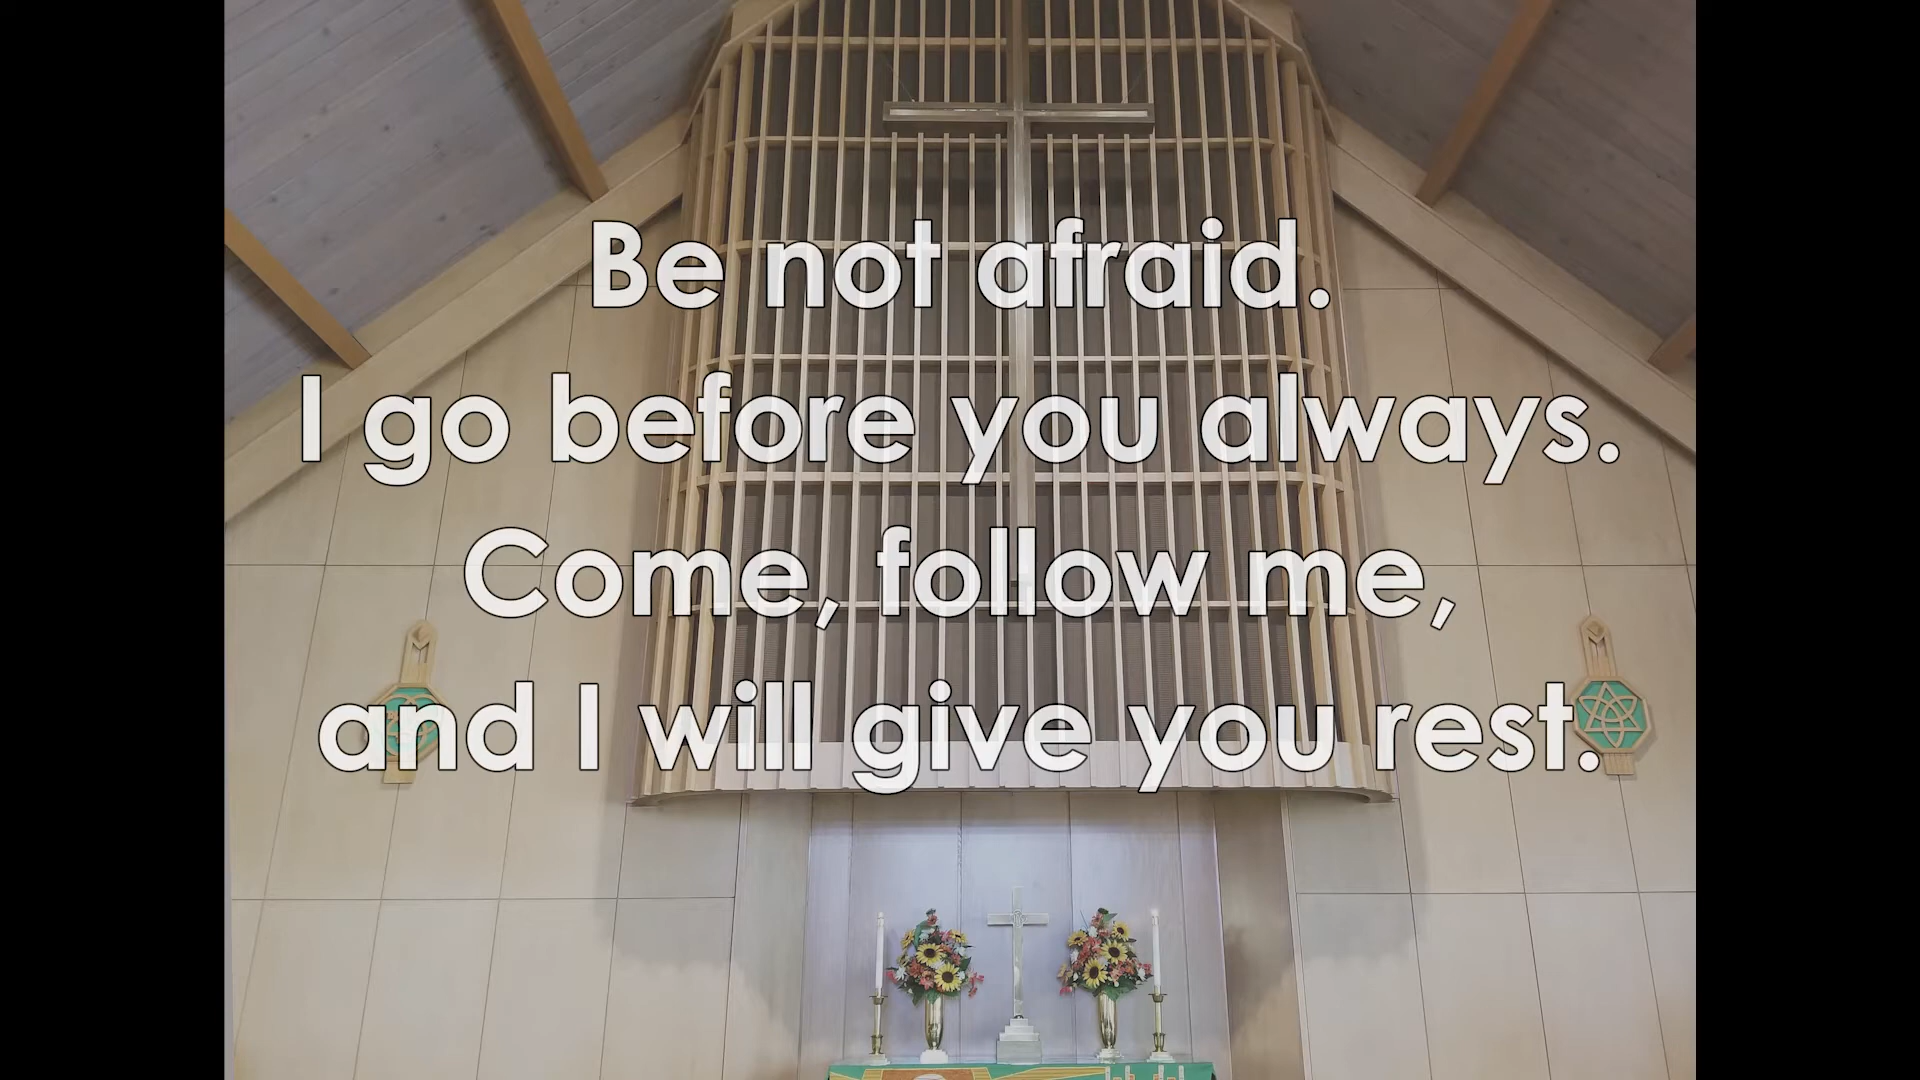 Be not afraid.
I go before you always.
Come, follow me,
and I will give you rest.